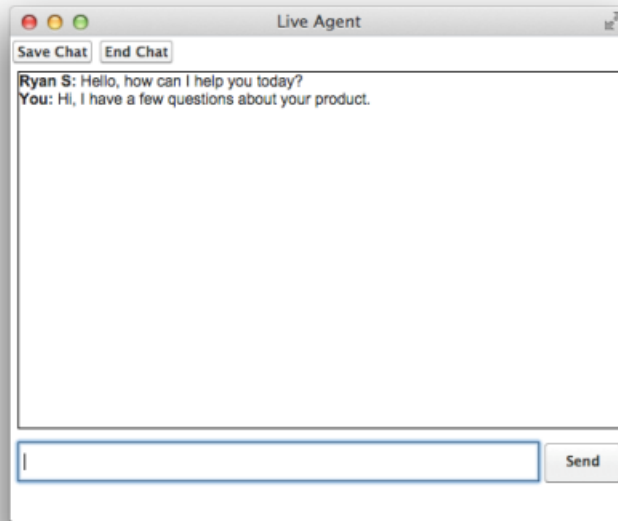 Live Agent
Save Chat End Chat
Ryan S: Hello, how can I help you today?
You: Hi, I have a few questions about your product.
Send